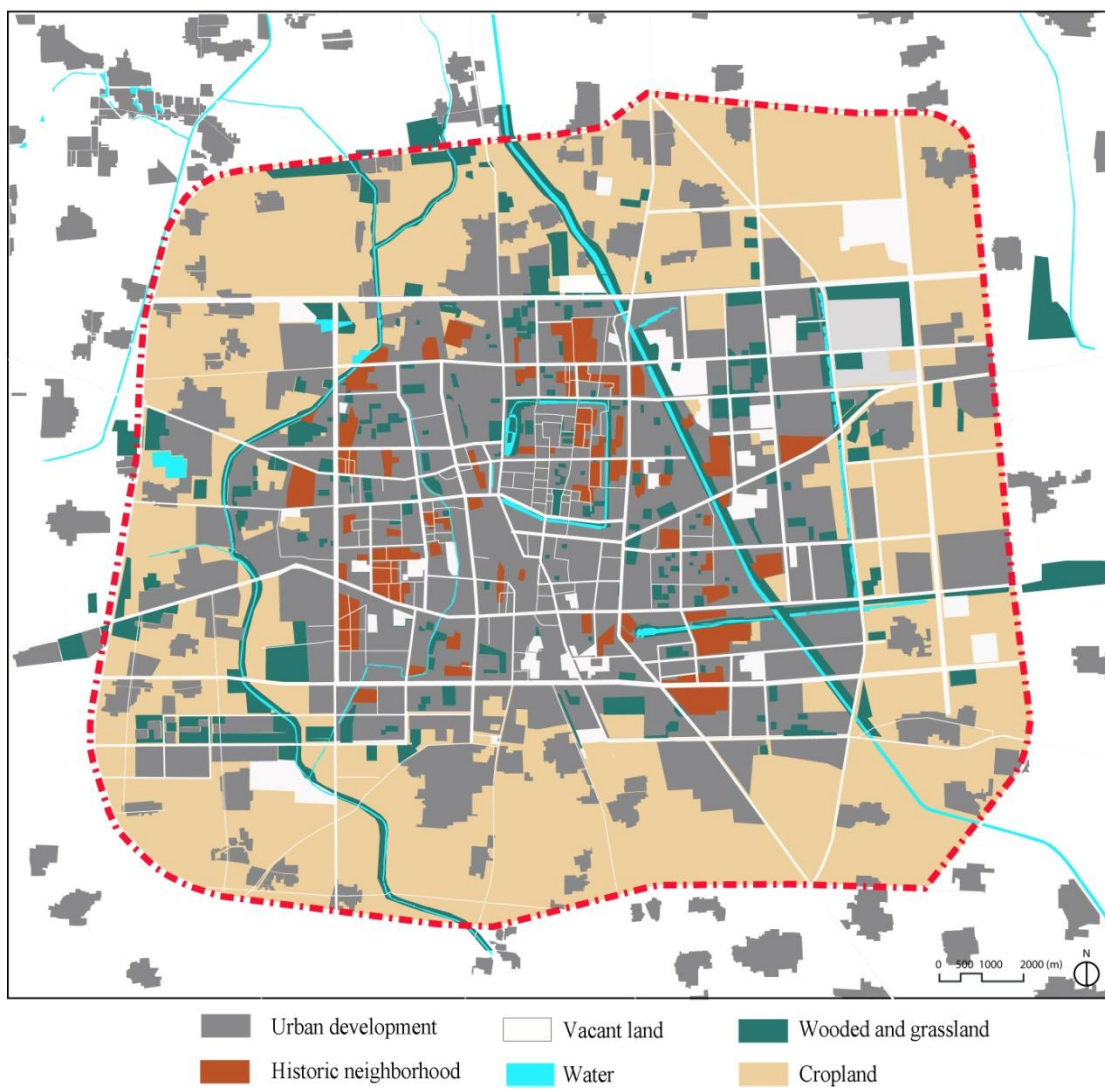 N
0 500 1000 2000 (m)
Urban development Vacant land Wooded and grassland
Historic neighborhood Water Cropland